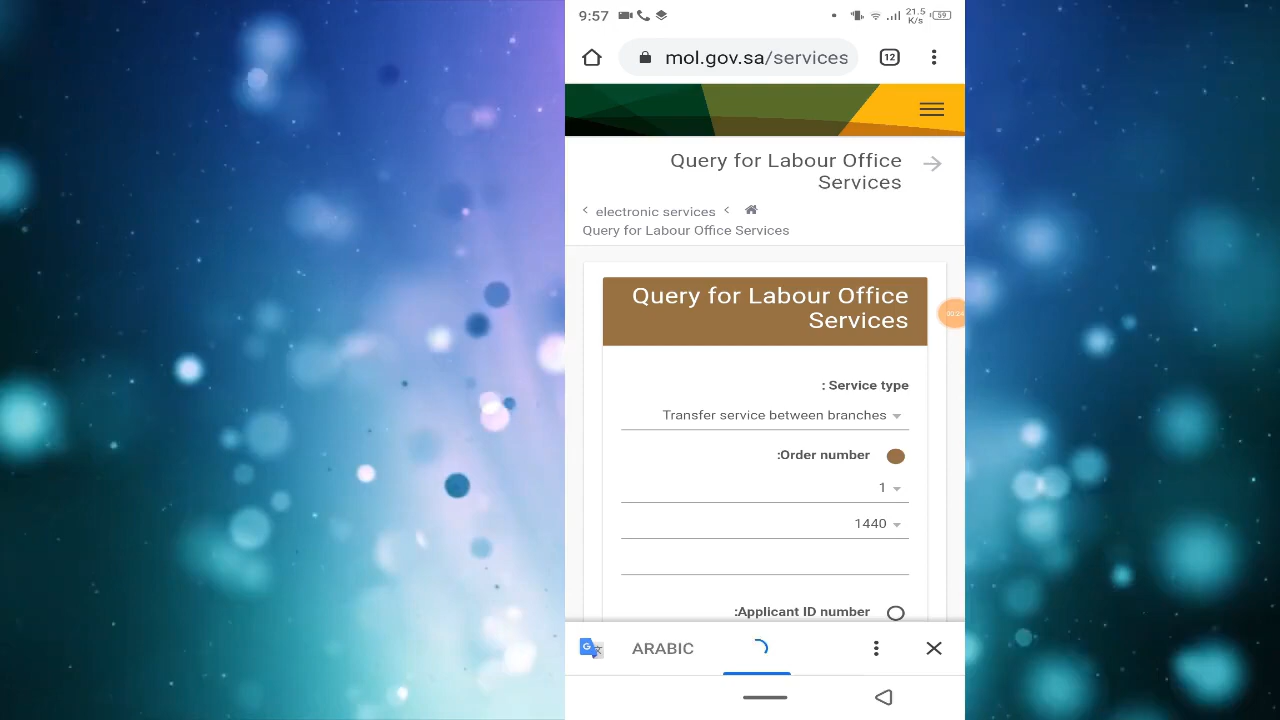 9:57
21.5
K/s
59
mol.gov.sa/services
12
Query for Labour Office
Services
electronic services
Query for Labour Office Services
Query for Labour Office
Services
: Service type
Transfer service between branches
:Order number
1
1440
:Applicant ID number
ARABIC